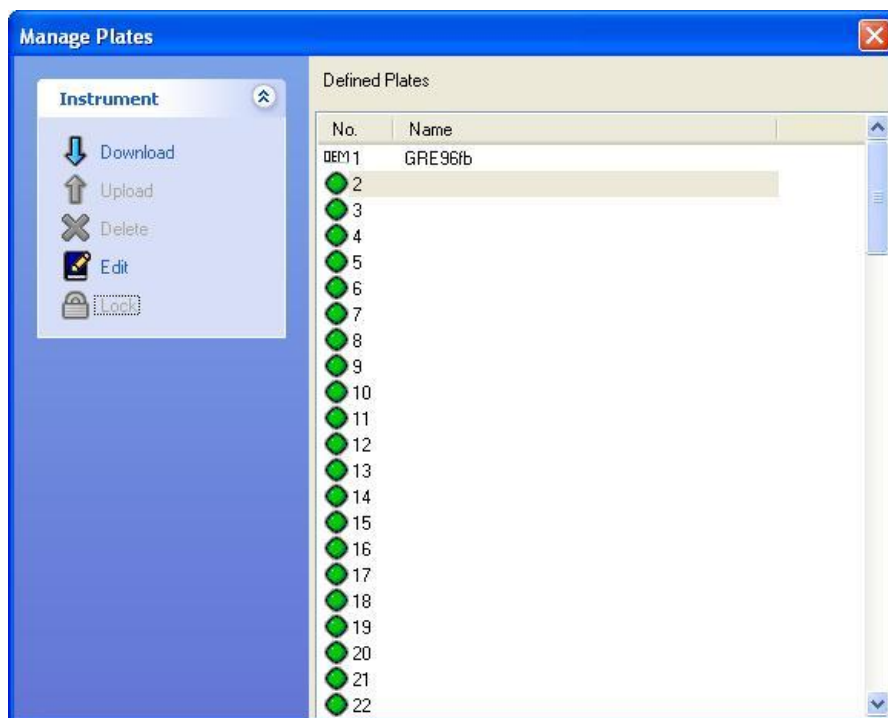 Manage Plates
Instrument
Download
Upload
Delete
Edit
Lock
Defined Plates
No. Name
OEM 1 GRE96fb
2
3
4
5
6
7
8
9
10
11
12
13
14
15
16
17
18
19
20
21
22